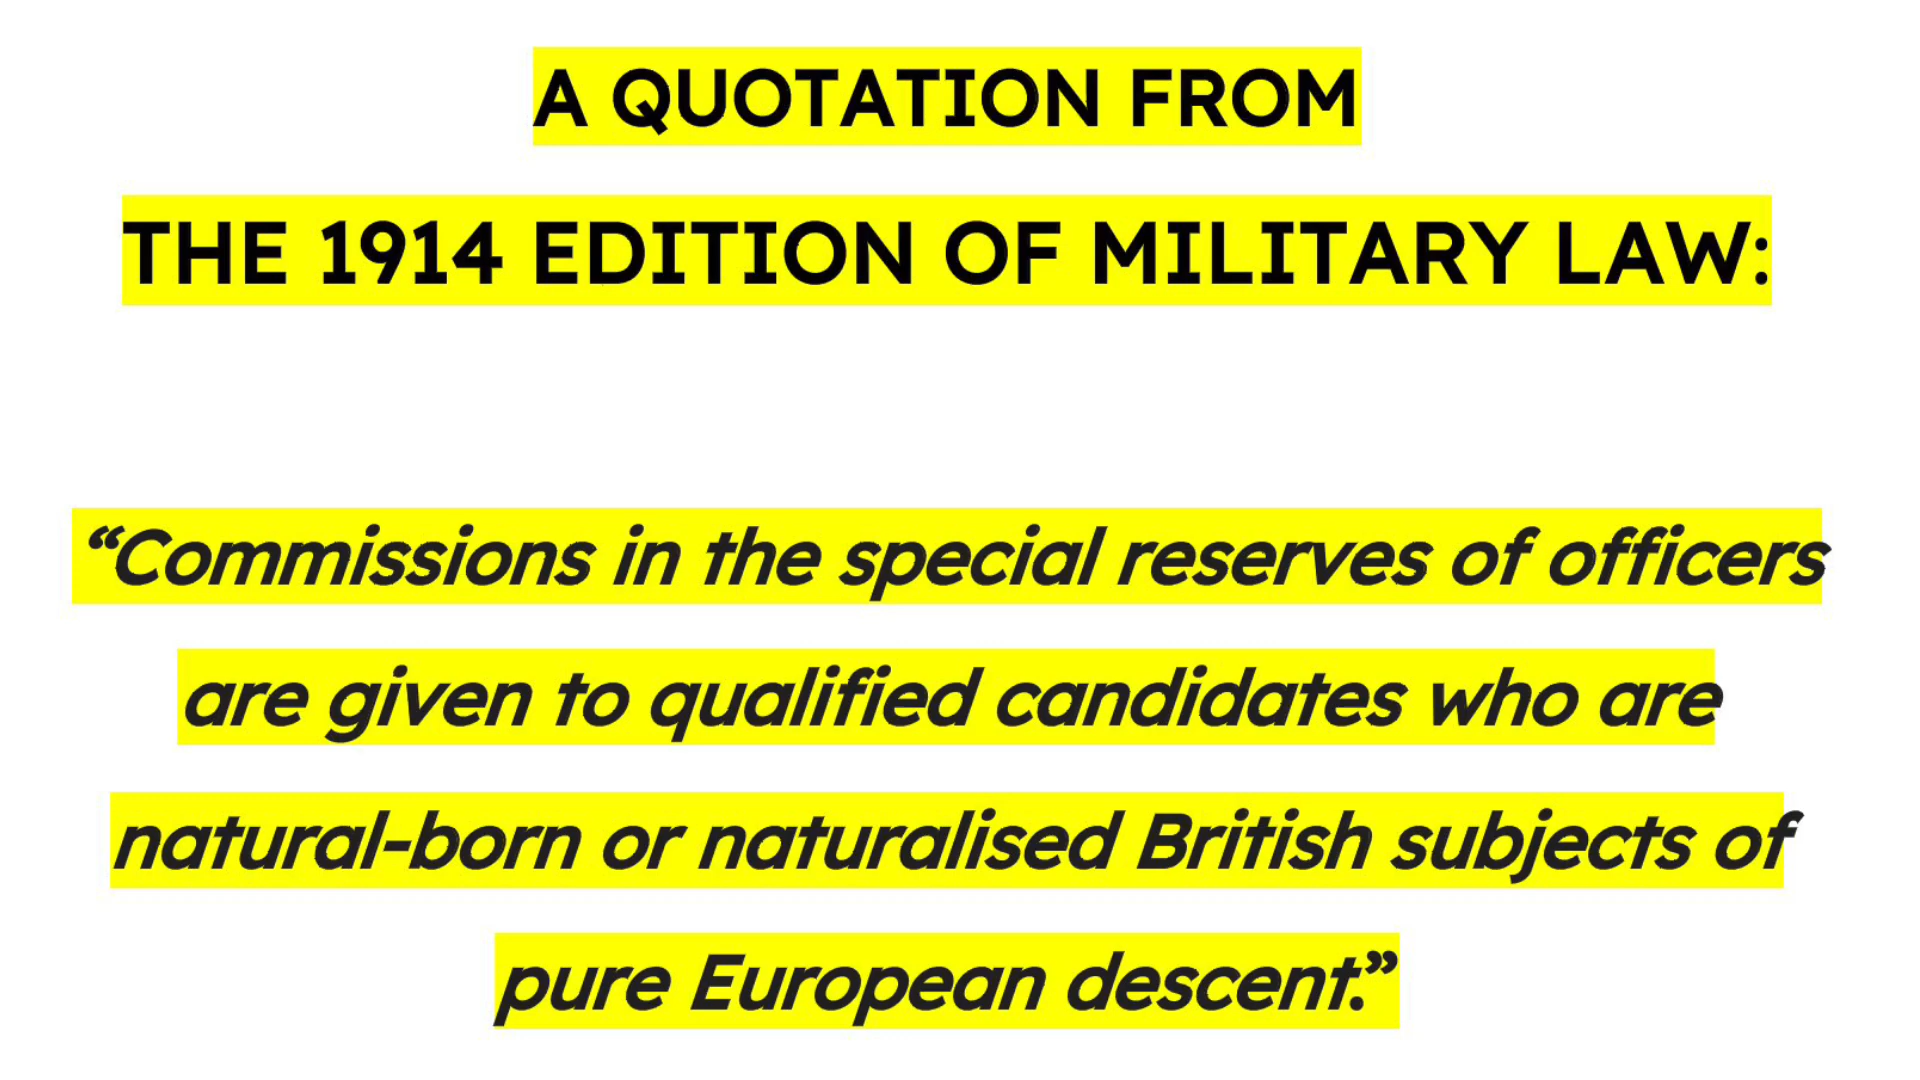 A QUOTATION FROM
THE 1914 EDITION OF MILITARY LAW:
“Commissions in the special reserves of officers
are given to qualified candidates who are
natural-born or naturalised British subjects of
pure European descent.”